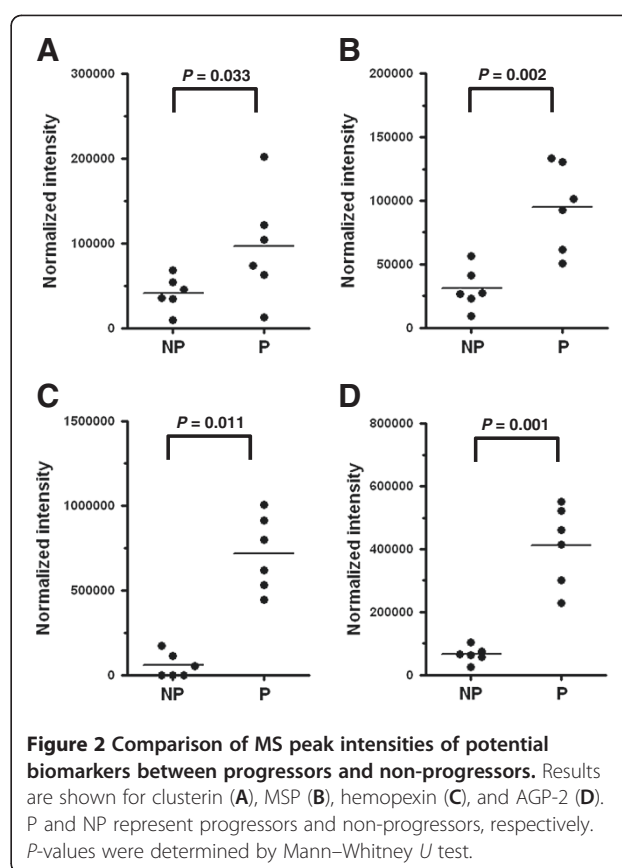 A
P = 0.033
300000
200000
100000
0
Normalized intensity
NP P
B
P = 0.002
200000
150000
100000
50000
0
Normalized intensity
NP P
C
P = 0.011
1500000
1000000
500000
0
Normalized intensity
NP P
D
P = 0.001
800000
600000
400000
200000
0
Normalized intensity
NP P
Figure 2 Comparison of MS peak intensities of potential
biomarkers between progressors and non-progressors. Results
are shown for clusterin (A), MSP (B), hemopexin (C), and AGP-2 (D).
P and NP represent progressors and non-progressors, respectively.
P-values were determined by Mann–Whitney U test.